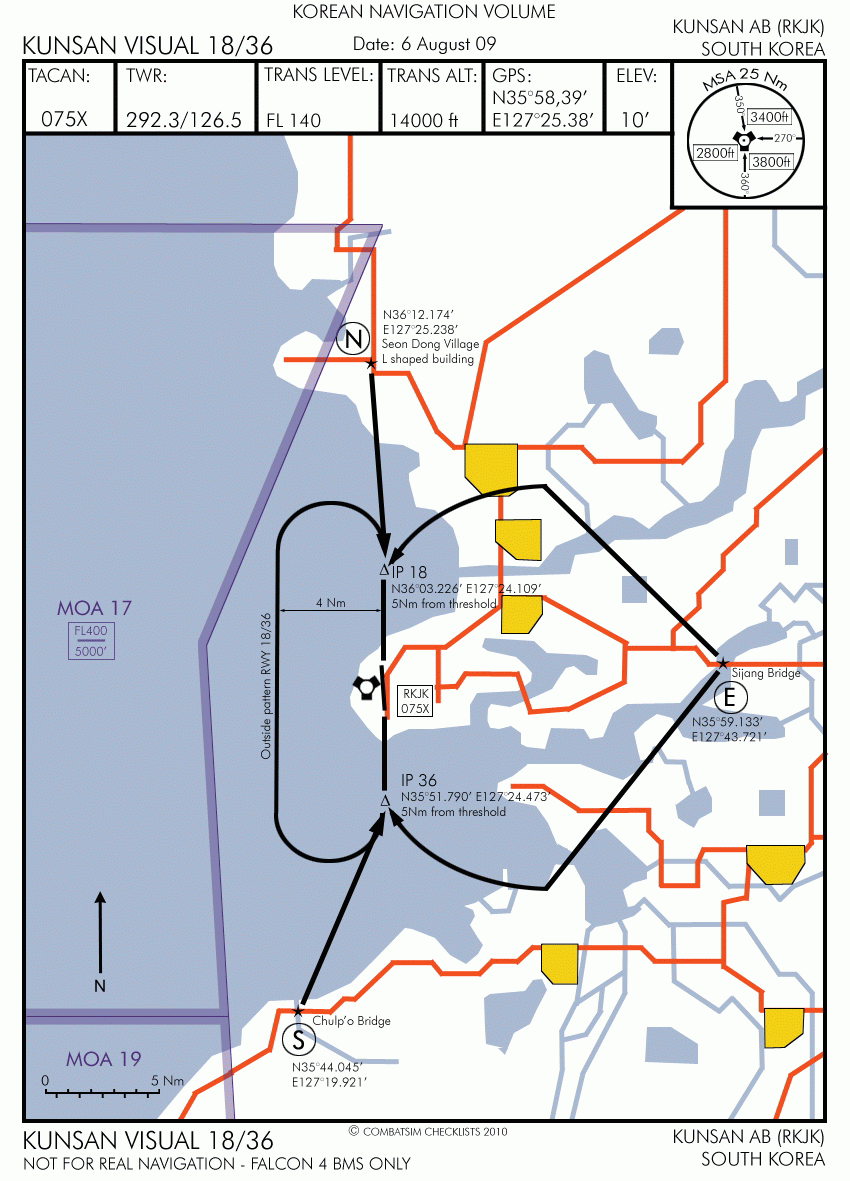 KOREAN NAVIGATION VOLUME
KUNSAN VISUAL 18/36
Date: 6 August 09
KUNSAN AB (RKJK)
SOUTH KOREA
TACAN:
075X
TWR:
292.3/126.5
TRANS LEVEL:
FL 140
TRANS ALT:
14000 ft
GPS:
N35°58,39'
E127°25.38'
ELEV:
10'
MSA 25 Nm
350°
3400ft
270°
2800ft
3800ft
360°
N
N36°12.174'
E127°25.238'
Seon Dong Village
L shaped building
IP 18
N36°03.226' E127°24.109'
5Nm from threshold
4 Nm
MOA 17
FL400
5000'
Outside pattern RWY 18/36
RKJK
075X
Sijang Bridge
E
N35°59.133'
E127°43.721'
IP 36
N35°51.790' E127°24.473'
5Nm from threshold
N
Chulp'o Bridge
S
N35°44.045'
E127°19.921'
MOA 19
0 5 Nm
© COMBATSIM CHECKLISTS 2010
KUNSAN VISUAL 18/36
NOT FOR REAL NAVIGATION - FALCON 4 BMS ONLY
KUNSAN AB (RKJK)
SOUTH KOREA